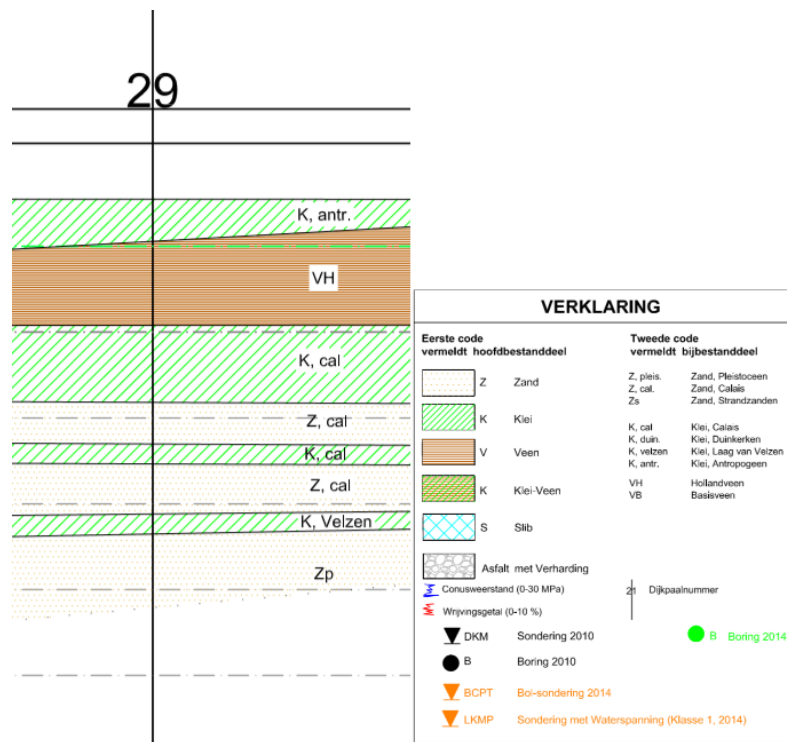 29
K, antr.
VH
K, cal
Z, cal
K, cal
Z, cal
K, Velzen
Zp
VERKLARING
Eerste code
vermeldt hoofdbestanddeel
Z Zand
K Klei
V Veen
K Klei-Veen
S Slib
Asfalt met Verharding
Conusweerstand (0-30 MPa)
Wrijvingsgetal (0-10 %)
Tweede code
vermeldt bijbestanddeel
Z, pleis. Zand, Pleistoceen
Z, cal. Zand, Calais
Zs Zand, Strandzanden
K, cal Klei, Calais
K, duin. Klei, Duinkerken
K, velzen Klei, Laag van Velzen
K, antr. Klei, Antropogeen
VH Hollandveen
VB Basisveen
21 Dijkpaalnummer
DKM Sondering 2010
B Boring 2014
B Boring 2010
BCPT Boi-sondering 2014
LKMP Sondering met Waterspanning (Klasse 1, 2014)